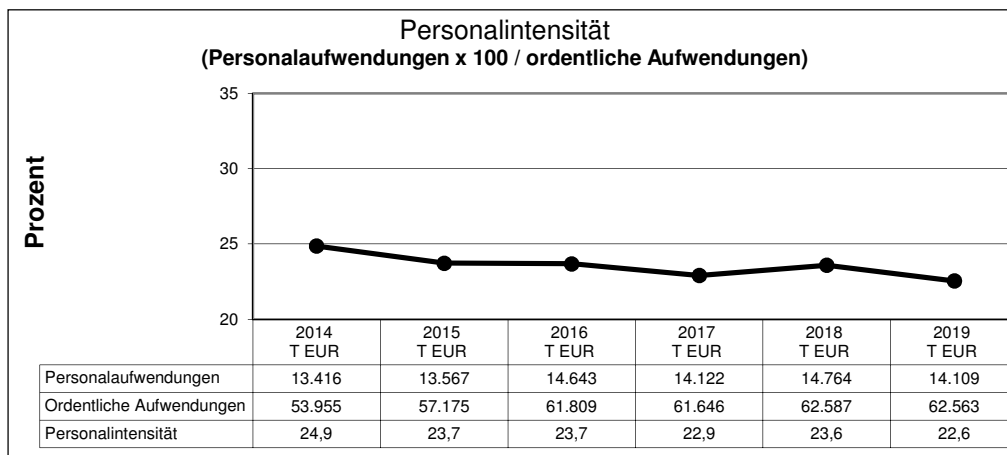 Personalintensität
(Personalaufwendungen x 100 / ordentliche Aufwendungen)
Prozent
35
30
25
20
2014 2015 2016 2017 2018 2019
T EUR T EUR T EUR T EUR T EUR T EUR
Personalaufwendungen 13.416 13.567 14.643 14.122 14.764 14.109
Ordentliche Aufwendungen 53.955 57.175 61.809 61.646 62.587 62.563
Personalintensität 24,9 23,7 23,7 22,9 23,6 22,6